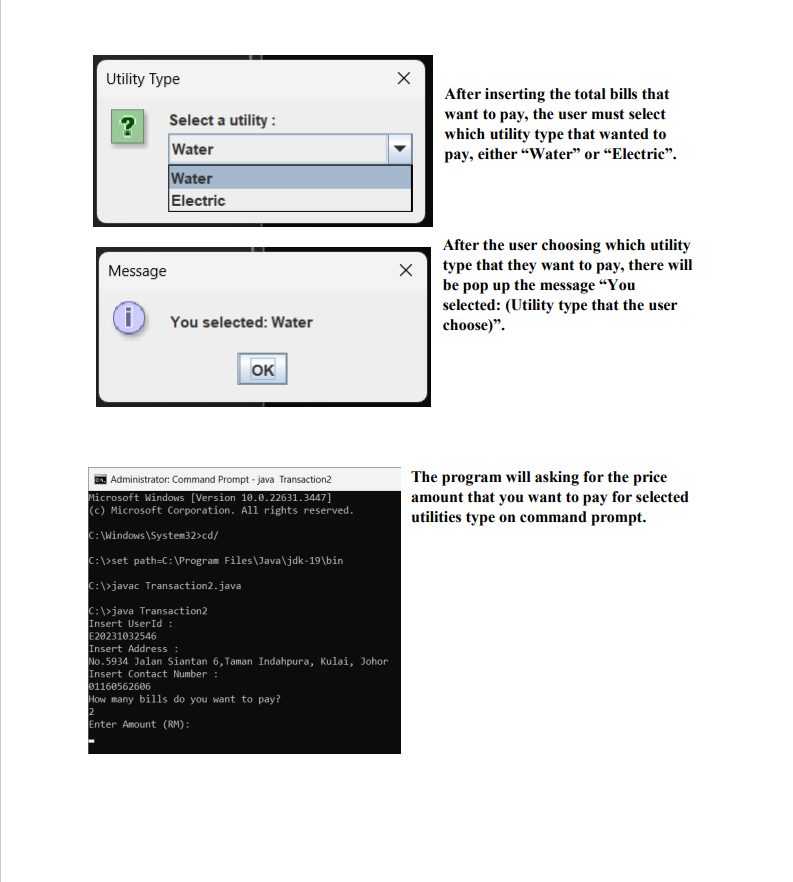 Utility Type
Select a utility :
Water
Water
Electric
After inserting the total bills that
want to pay, the user must select
which utility type that wanted to
pay, either “Water” or “Electric”.
Message
You selected: Water
OK
After the user choosing which utility
type that they want to pay, there will
be pop up the message “You
selected: (Utility type that the user
choose)”.
Administrator: Command Prompt - java Transaction2
Microsoft Windows [Version 10.0.22631.3447]
(c) Microsoft Corporation. All rights reserved.
C:\Windows\System32>cd/
C:\>set path=C:\Program Files\Java\jdk-19\bin
C:\>javac Transaction2.java
C:\>java Transaction2
Insert UserId :
E20231032546
Insert Address :
No.5934 Jalan Siantan 6,Taman Indahpura, Kulai, Johor
Insert Contact Number :
01160562606
How many bills do you want to pay?
2
Enter Amount (RM):
The program will asking for the price
amount that you want to pay for selected
utilities type on command prompt.